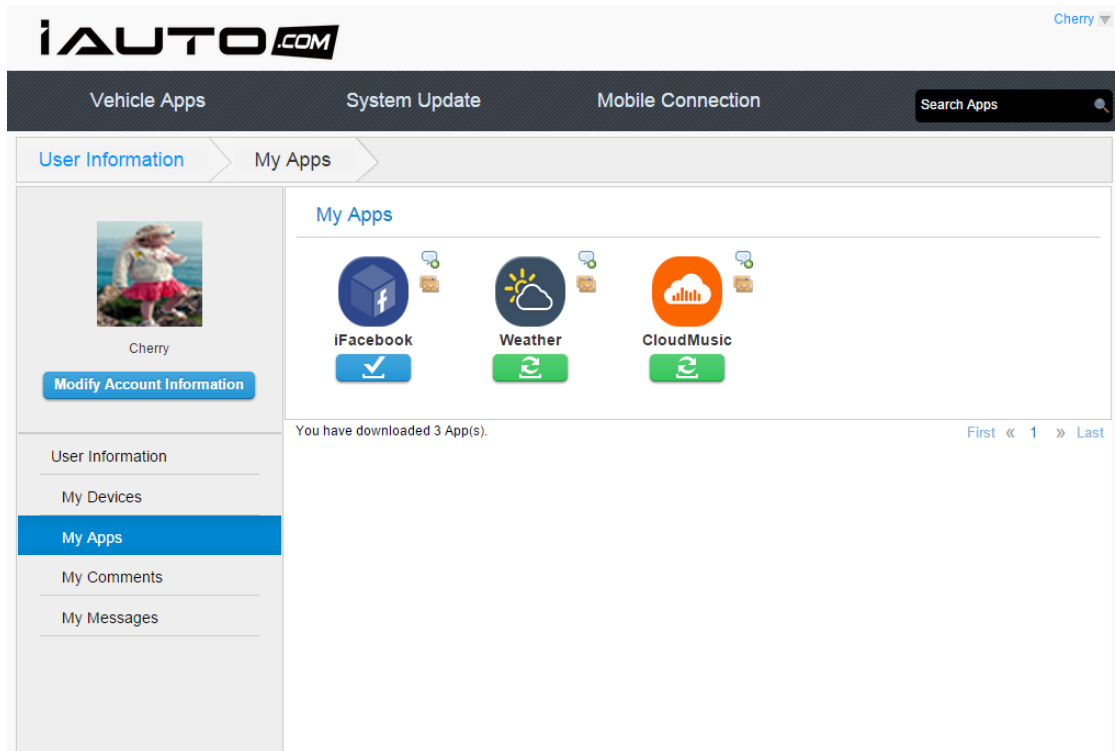 Cherry
iAUTO.COM
Vehicle Apps System Update Mobile Connection Search Apps
User Information My Apps
My Apps
iFacebook Weather CloudMusic
Cherry
Modify Account Information
You have downloaded 3 App(s).
First « 1 » Last
User Information
My Devices
My Apps
My Comments
My Messages